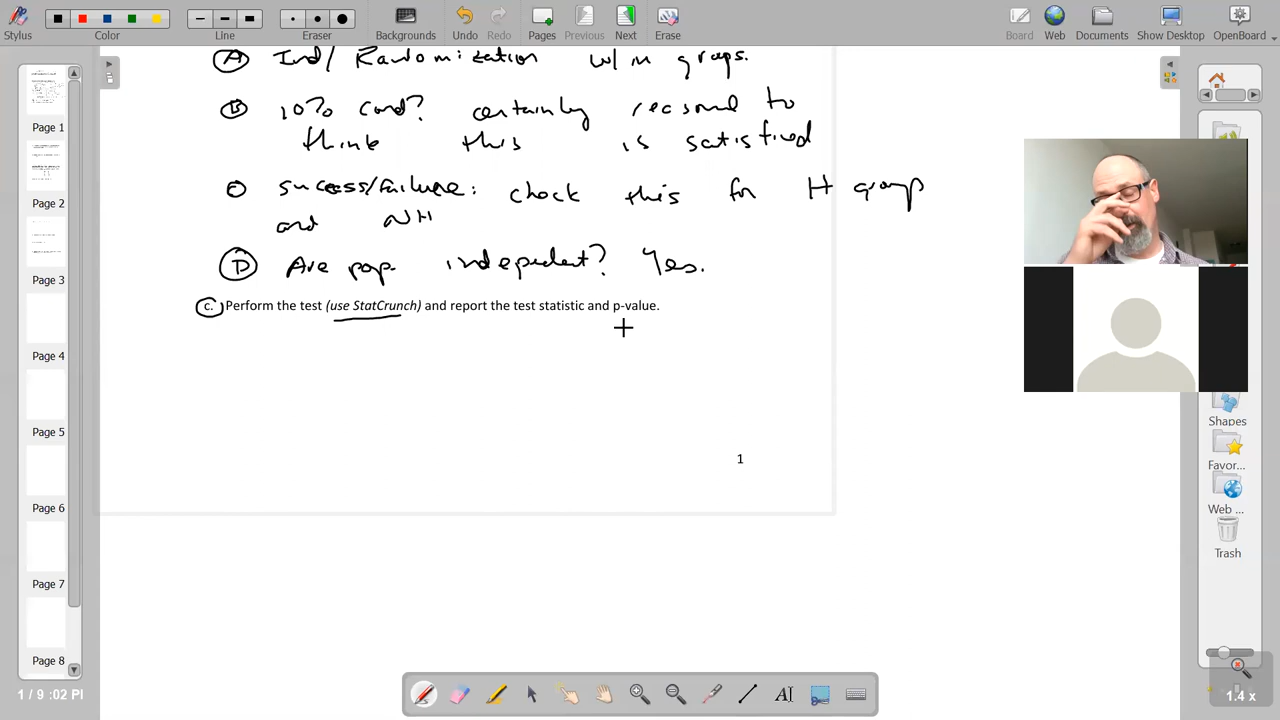 Stylus
Color
Line
Eraser
Backgrounds
Undo
Redo
Pages
Previous
Next
Erase
Board
Web
Documents
Show Desktop
OpenBoard
Page 1
Page 2
Page 3
Page 4
Page 5
Page 6
Page 7
Page 8
1 / 9 :02 PI
A Ind/ Randomization w/in groups.
B 10% cond? certainly to
think this is satisfied
C success/failure: check this for H group
and NH
D Are pop. independent? Yes.
c. Perform the test (use StatCrunch) and report the test statistic and p-value.
1
Shapes
Favor...
Web ...
Trash
1.4 x